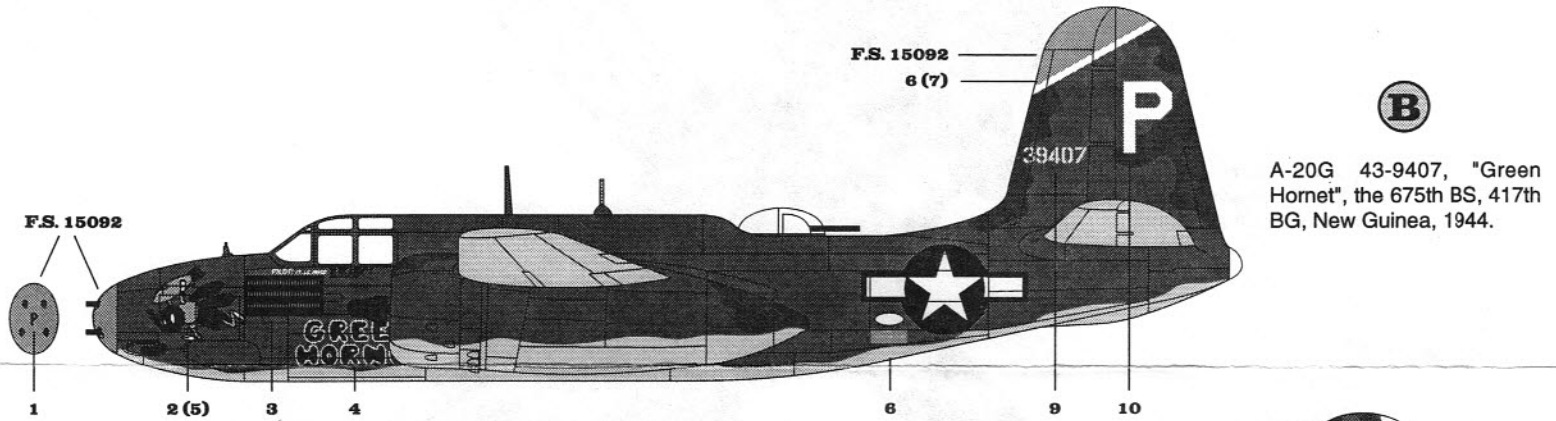 F.S. 15092
6 (7)
P
B
39407
A-20G 43-9407, "Green
Hornet", the 675th BS, 417th
BG, New Guinea, 1944.
F.S. 15092
PILOT:
P
P
GREE
HORN
1
2 (5)
3
4
6
9
10